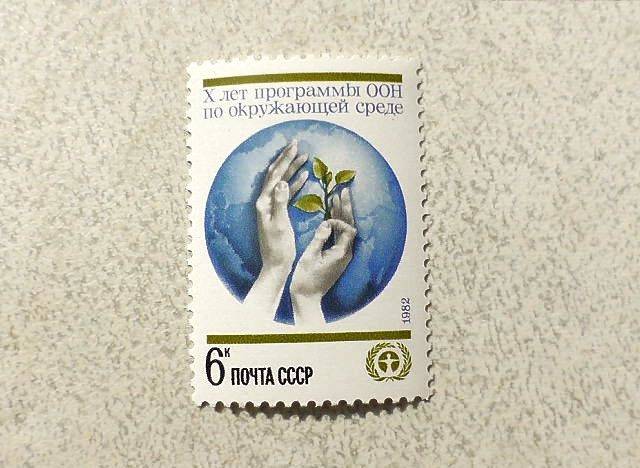 X лет программы ООН
по окружающей среде
1982
6к ПОЧТА СССР